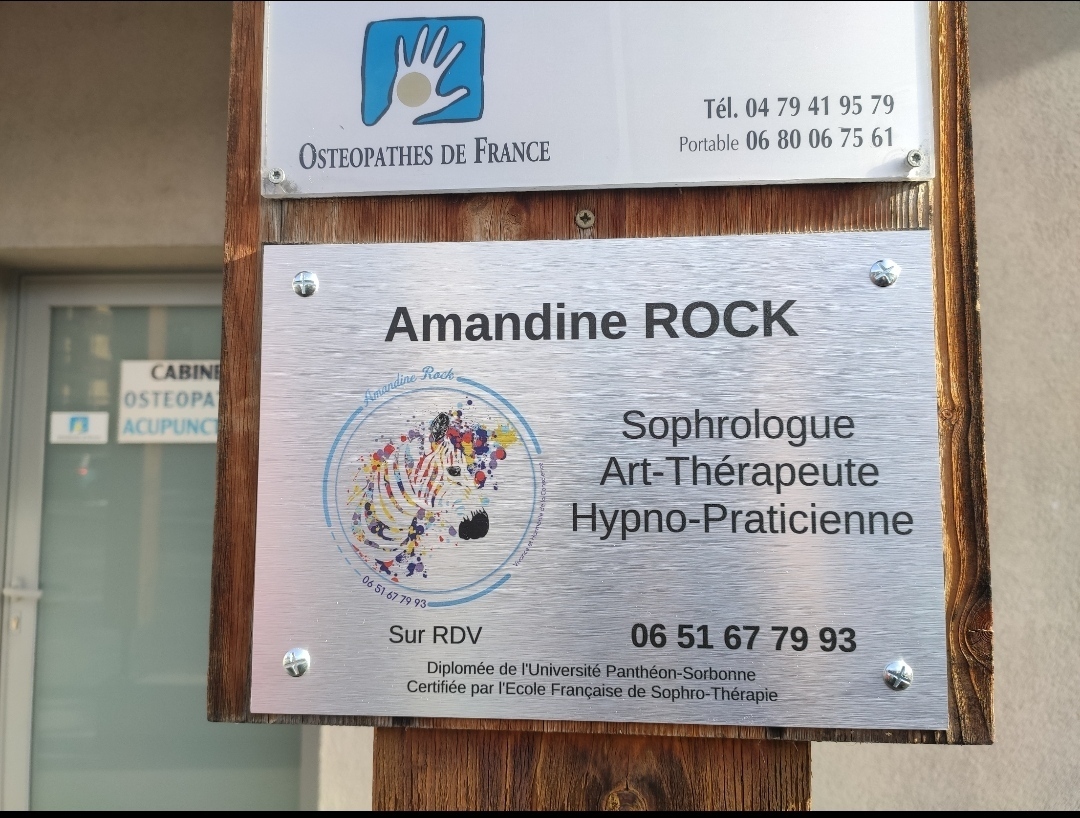 OSTEOPATHES DE FRANCE
Tél. 04 79 41 95 79
Portable 06 80 06 75 61
CABINE
OSTEOPA
ACUPUNCT
Amandine ROCK
Amandine Rock
06 51 67 79 93
Sophrologue
Art-Thérapeute
Hypno-Praticienne
Sur RDV
06 51 67 79 93
Diplomée de l'Université Panthéon-Sorbonne
Certifiée par l'Ecole Française de Sophro-Thérapie